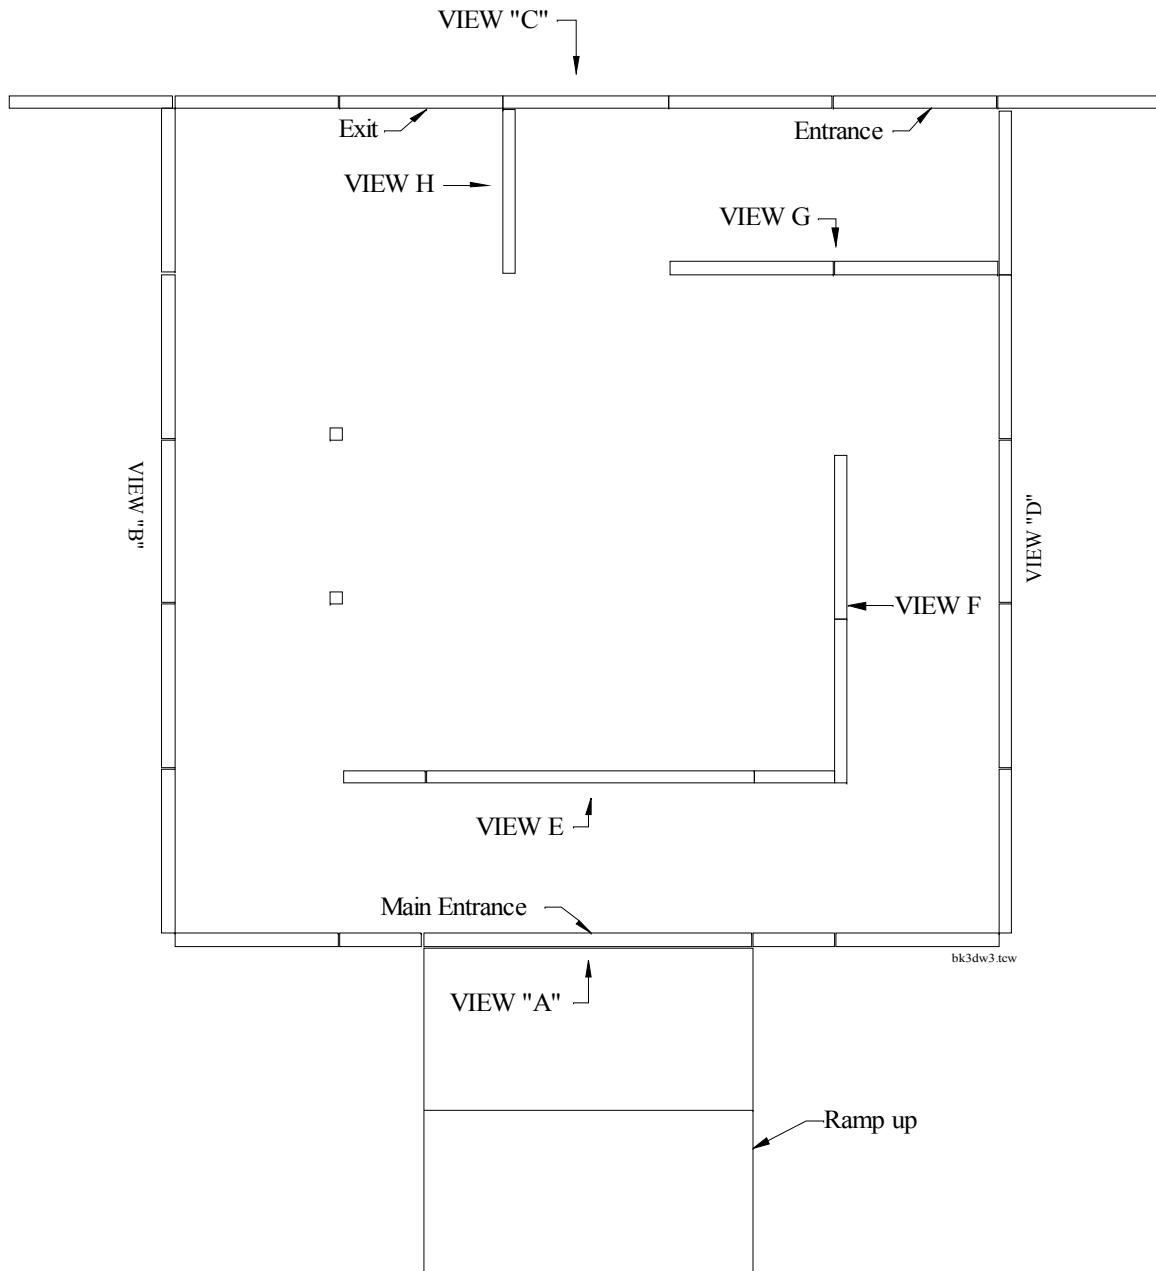 VIEW "C"
Exit
Entrance
VIEW H
VIEW G
VIEW "B"
VIEW "D"
VIEW F
VIEW E
Main Entrance
bk3dw3.tcw
VIEW "A"
Ramp up